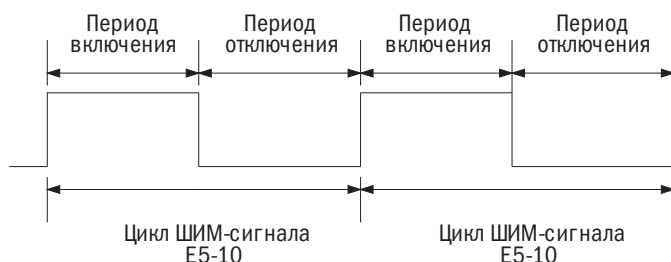 Период включения
Период отключения
Период включения
Период отключения
Цикл ШИМ-сигнала
E5-10
Цикл ШИМ-сигнала
E5-10